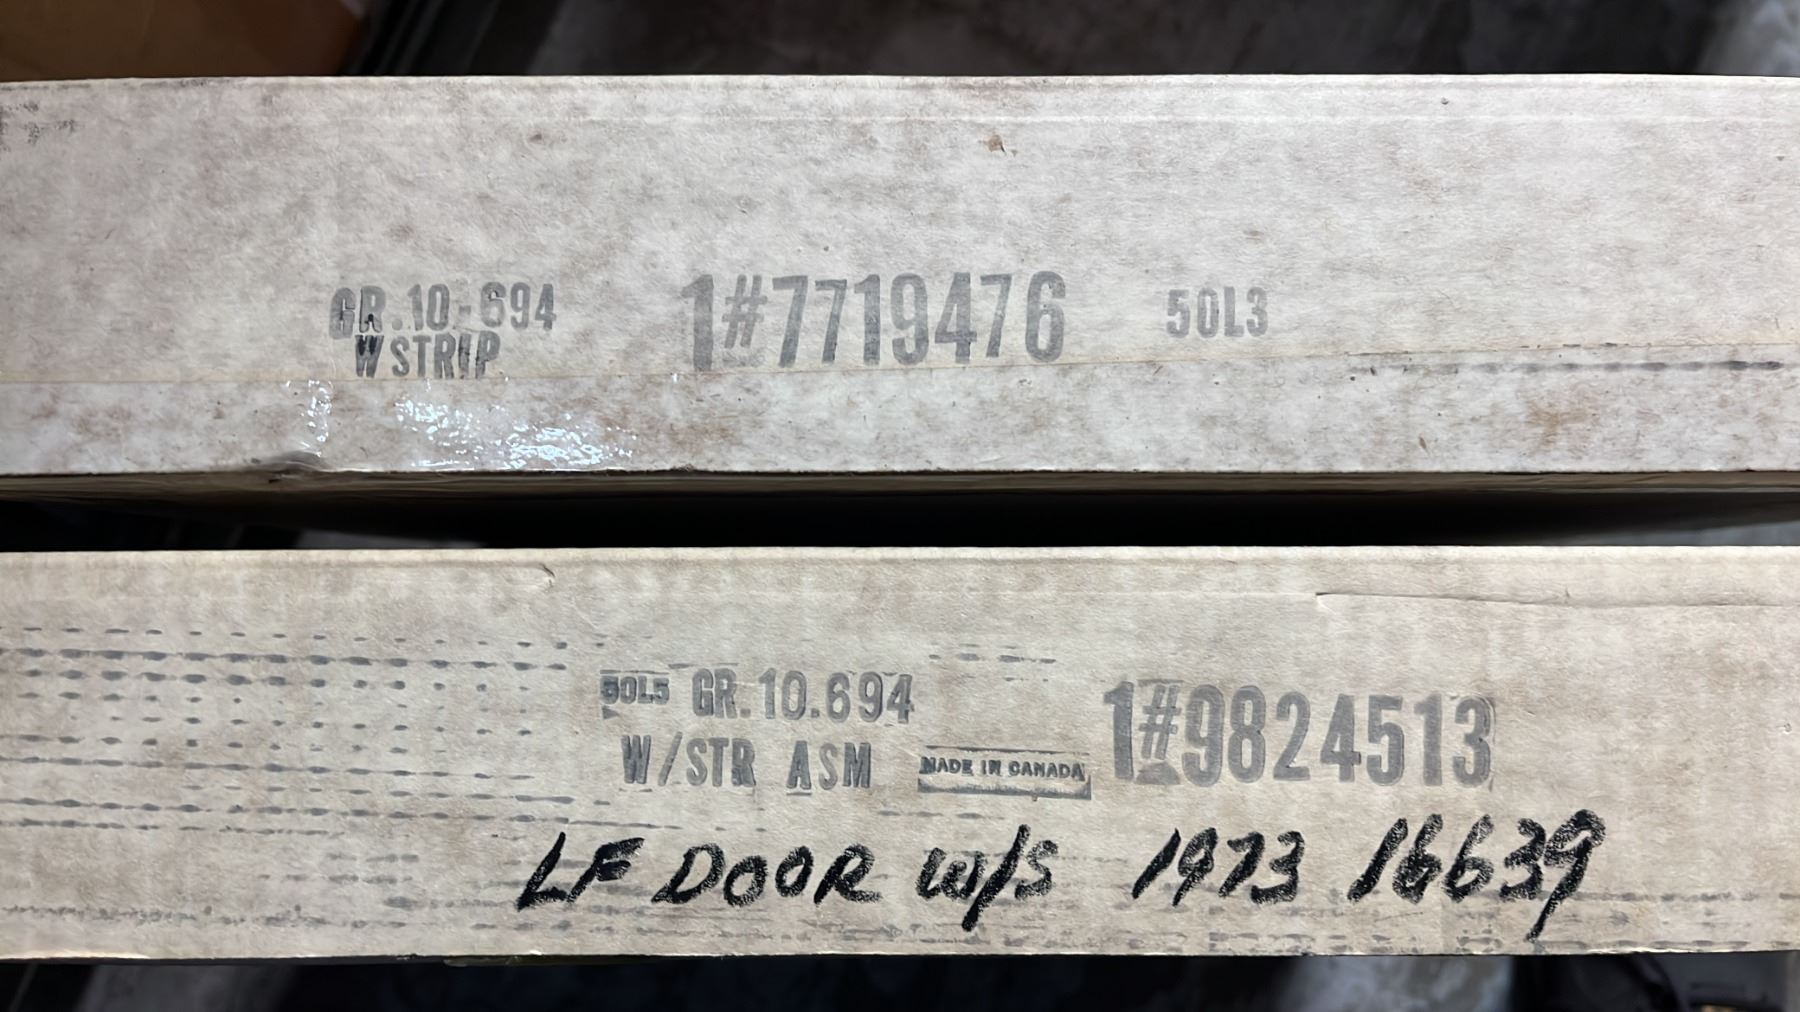 GR.10-694 1#7719476 50L3
W STRIP
50L5 GR.10.694 1#9824513
W/STR ASM MADE IN CANADA
LF DOOR W/S 1973 16639